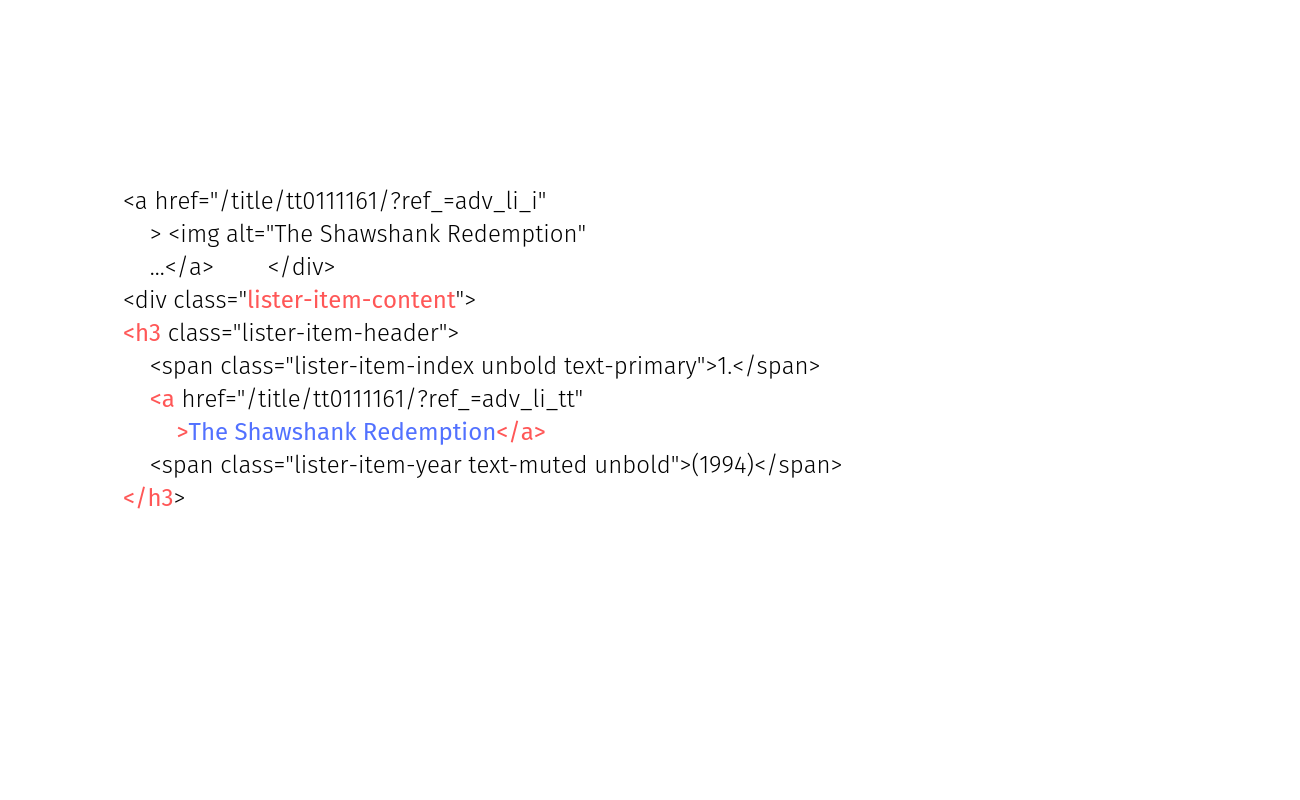 <a href="/title/tt0111161/?ref_=adv_li_i"
> <img alt="The Shawshank Redemption"
...</a> </div>
<div class="lister-item-content">
<h3 class="lister-item-header">
<span class="lister-item-index unbold text-primary">1.</span>
<a href="/title/tt0111161/?ref_=adv_li_tt"
>The Shawshank Redemption</a>
<span class="lister-item-year text-muted unbold">(1994)</span>
</h3>